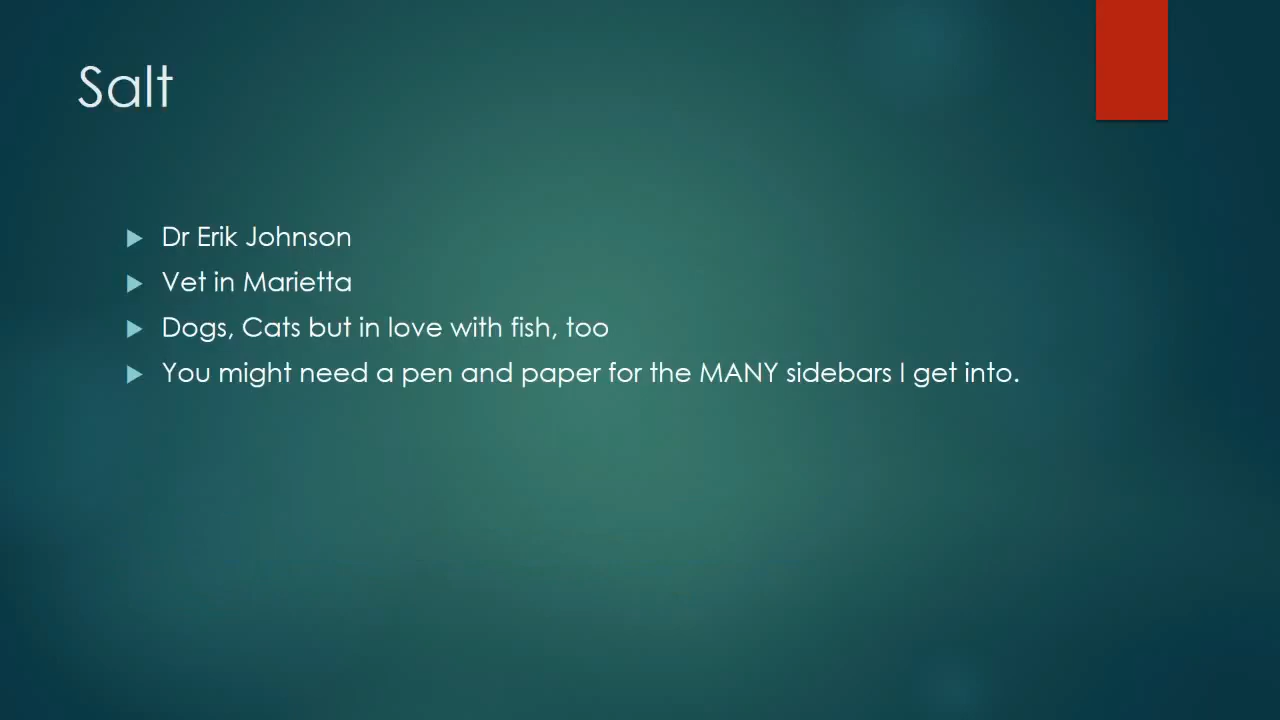 Salt
Dr Erik Johnson
Vet in Marietta
Dogs, Cats but in love with fish, too
You might need a pen and paper for the MANY sidebars I get into.